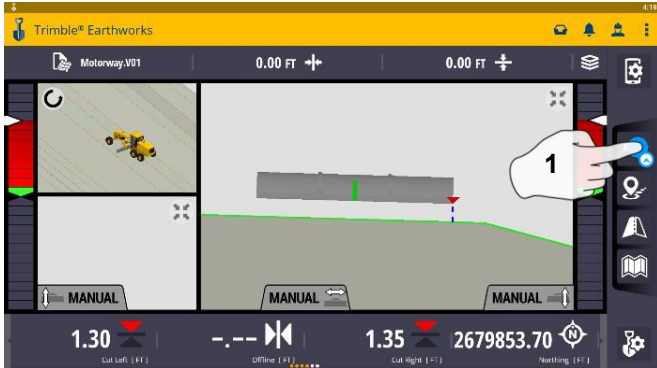 4:19
Trimble® Earthworks
Motorway.V01 0.00 FT 0.00 FT
1
MANUAL MANUAL MANUAL
1.30 -.-- 1.35 2679853.70 N
Cut Left [FT] Offline [FT] Cut Right [FT] Northing [FT]